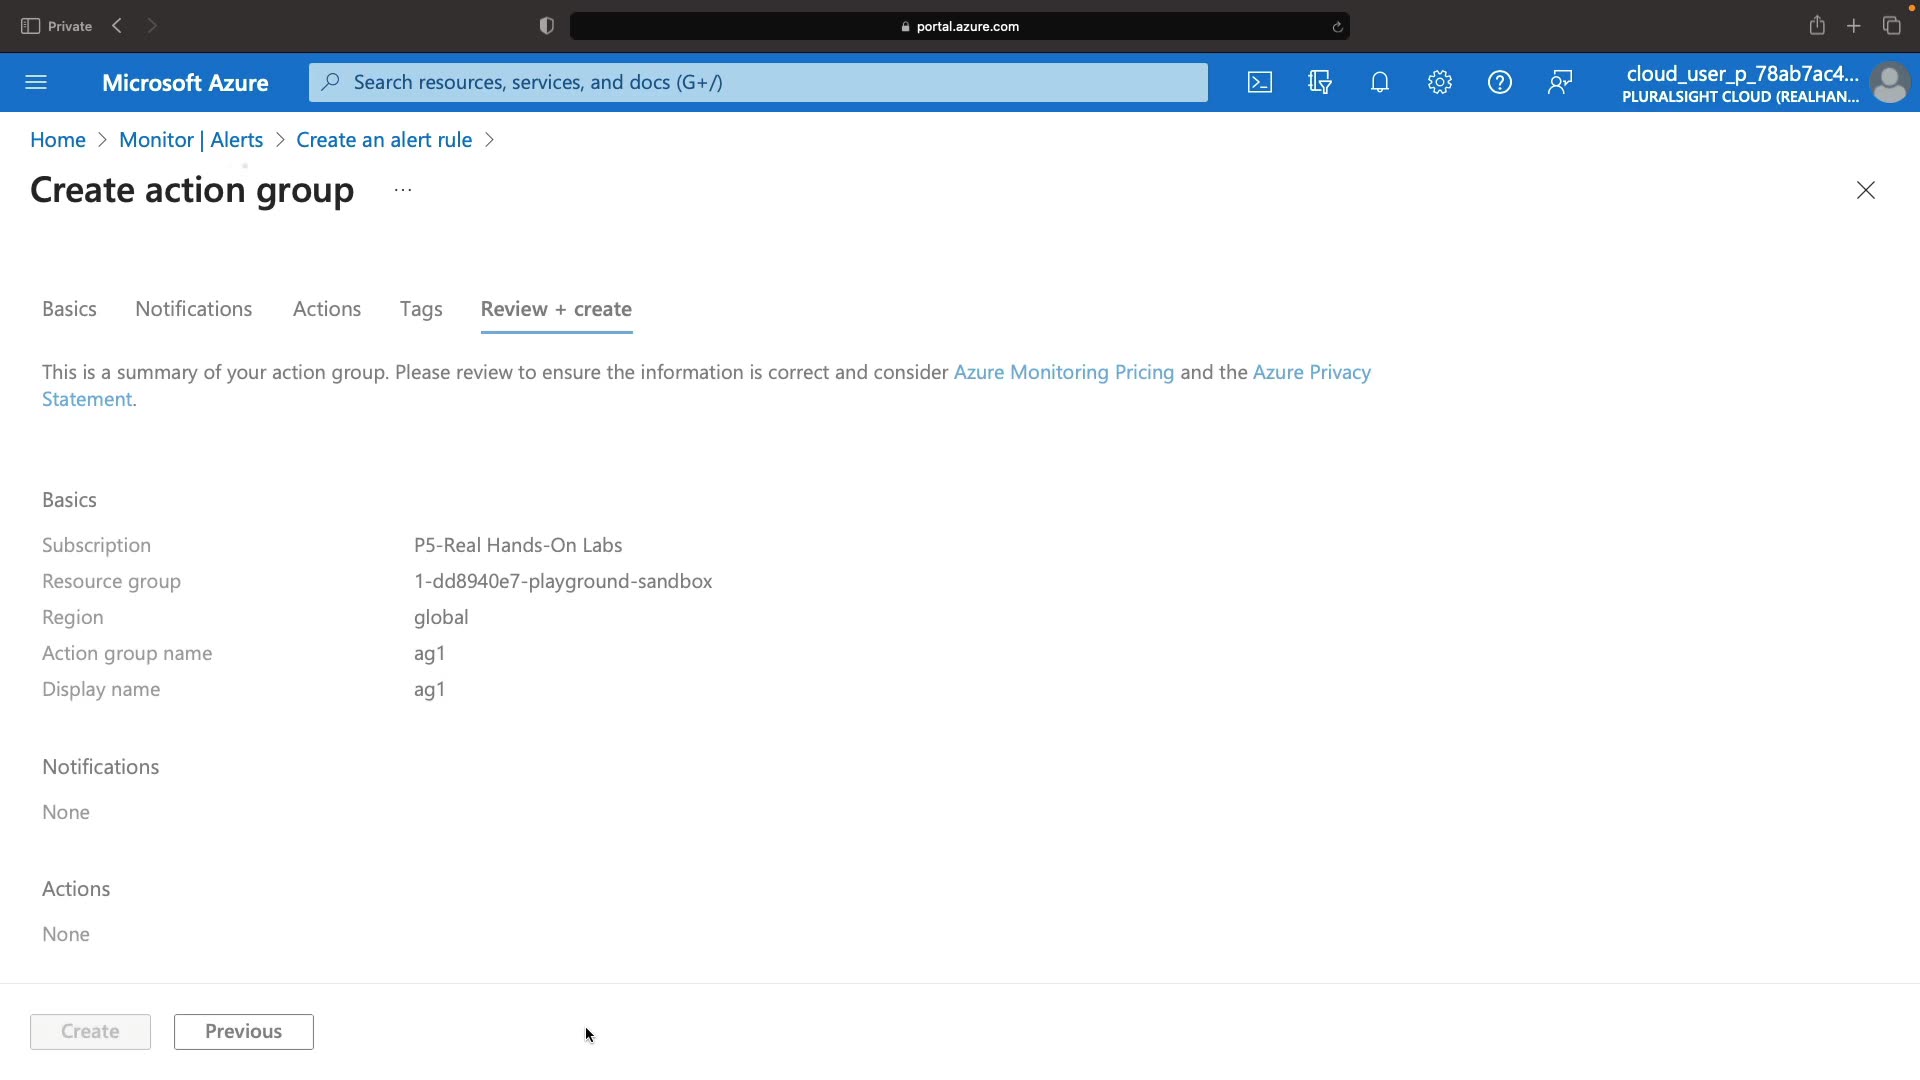 Private
portal.azure.com
Microsoft Azure
Search resources, services, and docs (G+/)
cloud_user_p_78ab7ac4...
PLURALSIGHT CLOUD (REALHAN...
Home > Monitor | Alerts > Create an alert rule >
Create action group ...
Basics Notifications Actions Tags Review + create
This is a summary of your action group. Please review to ensure the information is correct and consider Azure Monitoring Pricing and the Azure Privacy
Statement.
Basics
Subscription P5-Real Hands-On Labs
Resource group 1-dd8940e7-playground-sandbox
Region global
Action group name ag1
Display name ag1
Notifications
None
Actions
None
Create Previous